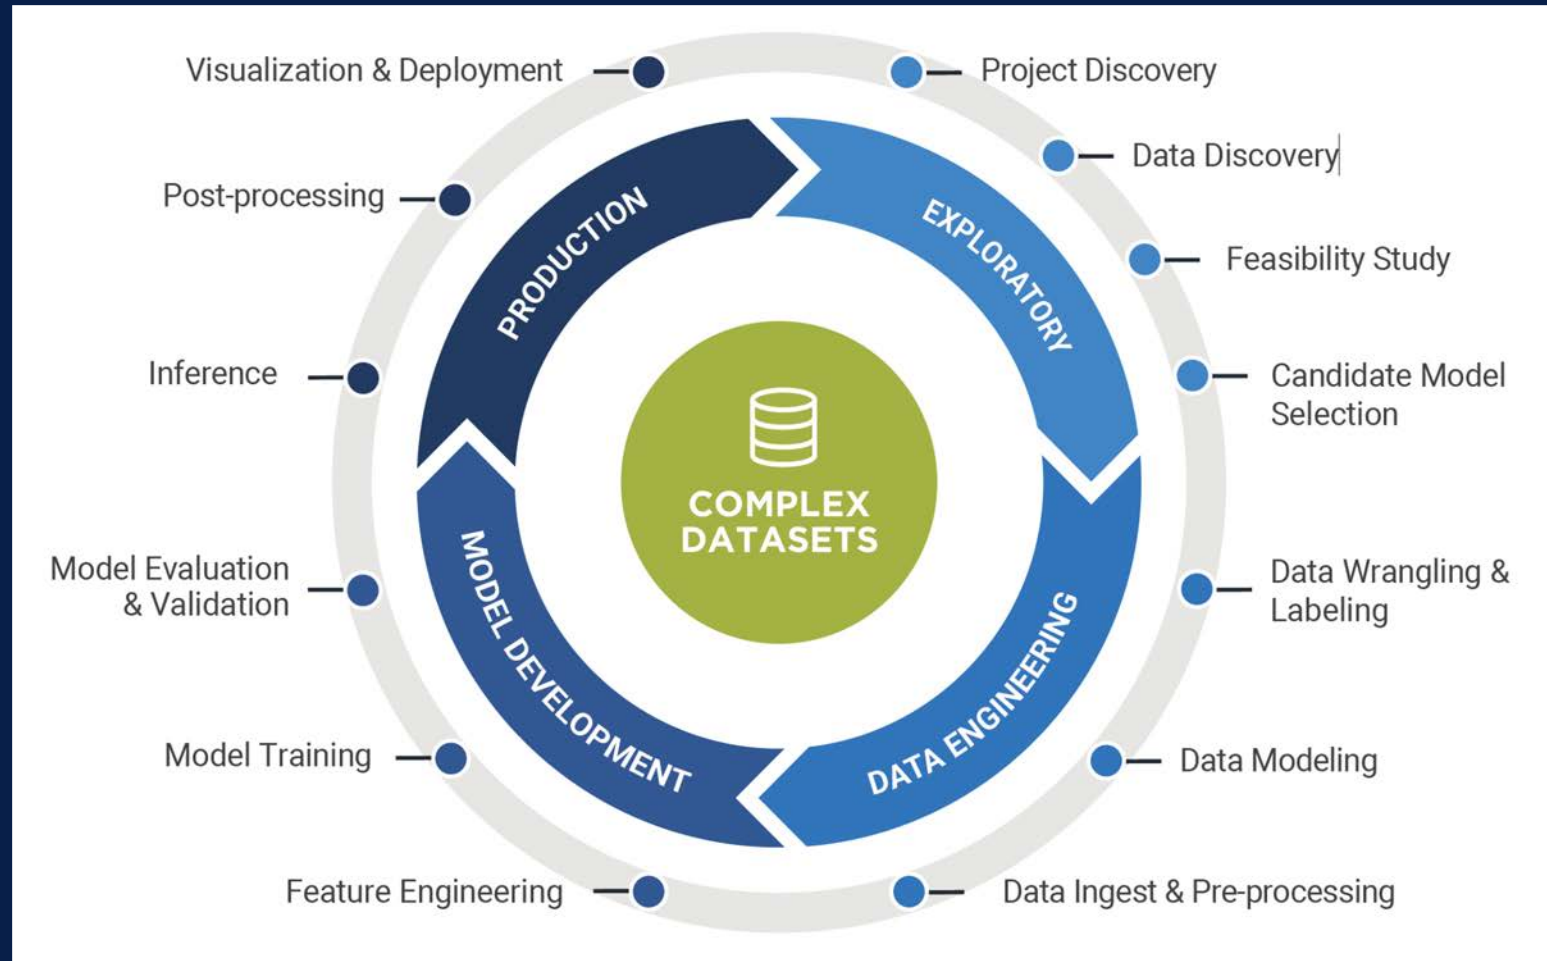 Visualization & Deployment
Project Discovery
Data Discovery
Post-processing
Feasibility Study
Inference
Candidate Model
Selection
PRODUCTION
EXPLORATORY
COMPLEX
DATASETS
MODEL DEVELOPMENT
DATA ENGINEERING
Model Evaluation
& Validation
Data Wrangling &
Labeling
Model Training
Data Modeling
Feature Engineering
Data Ingest & Pre-processing